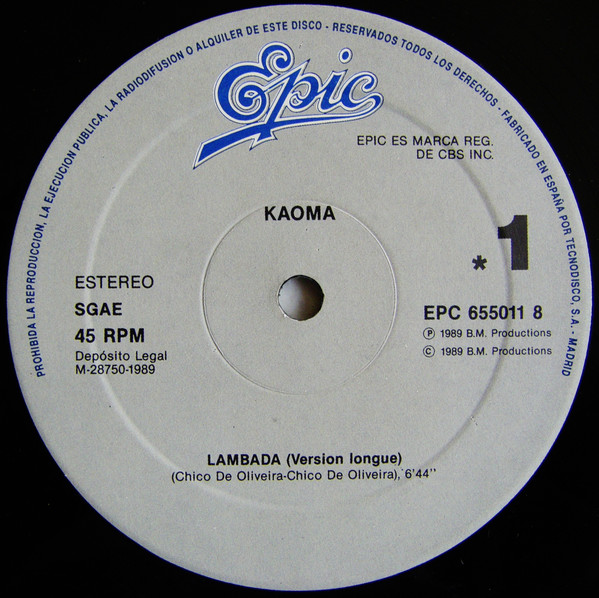 PROHIBIDA LA REPRODUCCION, LA EJECUCION PUBLICA, LA RADIODIFUSION O ALQUILER DE ESTE DISCO - RESERVADOS TODOS LOS DERECHOS - FABRICADO EN ESPAÑA POR TECNODISCO, S.A. - MADRID
Epic
EPIC ES MARCA REG.
DE CBS INC.
KAOMA
*1
ESTEREO
SGAE
45 RPM
Depósito Legal
M-28750-1989
EPC 655011 8
Ⓟ 1989 B.M. Productions
© 1989 B.M. Productions
LAMBADA (Version longue)
(Chico De Oliveira-Chico De Oliveira), 6'44"